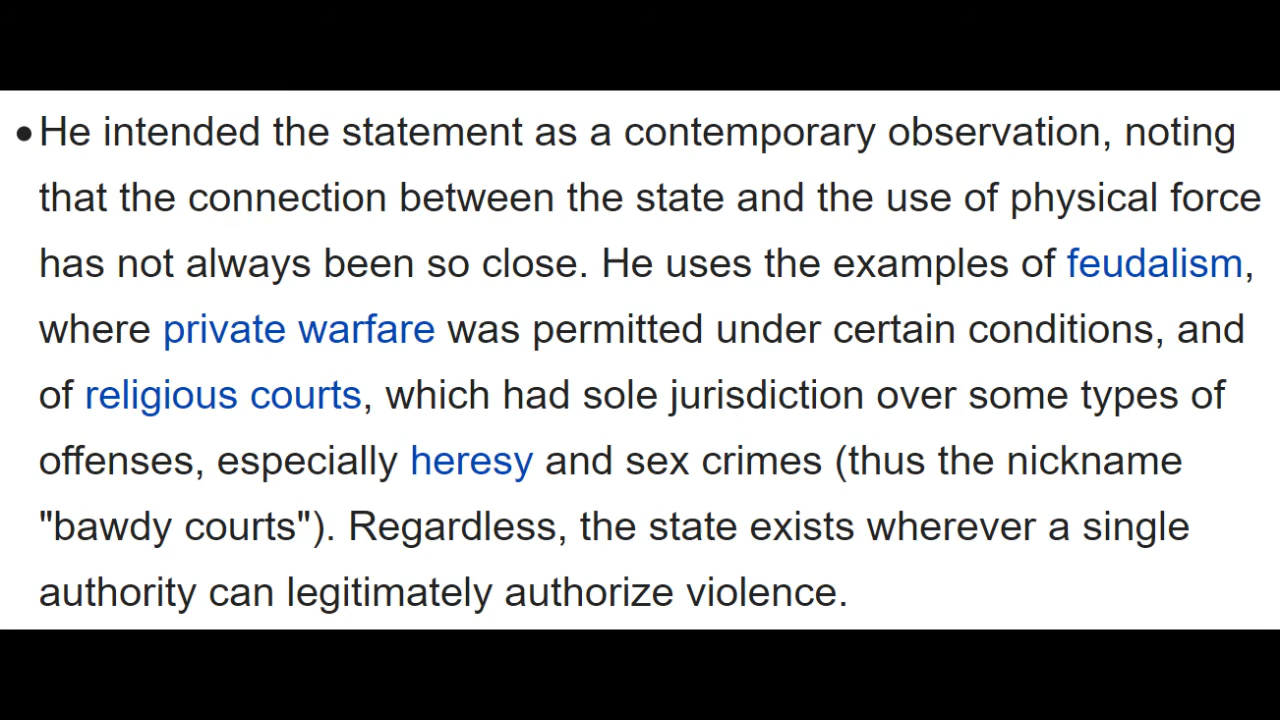 •He intended the statement as a contemporary observation, noting
that the connection between the state and the use of physical force
has not always been so close. He uses the examples of feudalism,
where private warfare was permitted under certain conditions, and
of religious courts, which had sole jurisdiction over some types of
offenses, especially heresy and sex crimes (thus the nickname
"bawdy courts"). Regardless, the state exists wherever a single
authority can legitimately authorize violence.